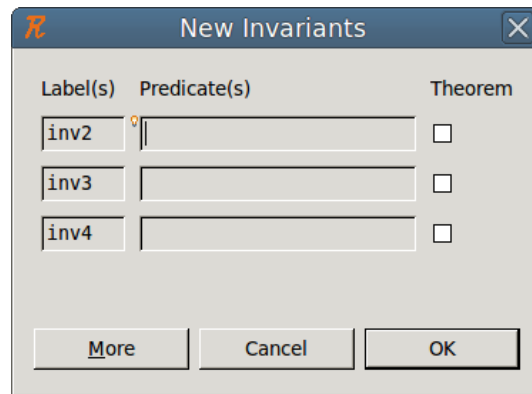 New Invariants
Label(s) Predicate(s) Theorem
inv2
inv3
inv4
More Cancel OK